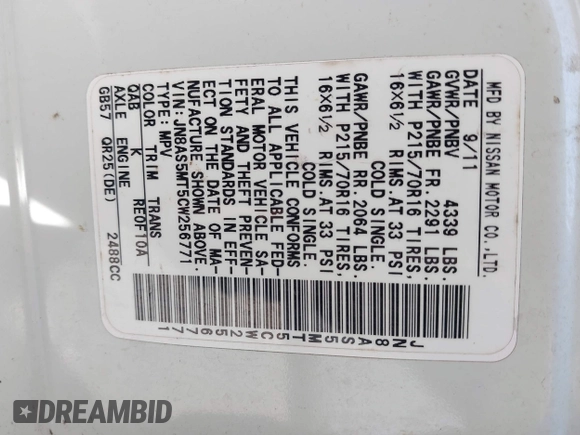 MFD BY NISSAN MOTOR CO.,LTD.
DATE 9/11
GVWR/PNBV 4339 LBS.
GAWR/PNBE FR. 2291 LBS.
WITH P215/70R16 TIRES,
16X6½ RIMS.AT 33 PSI
COLD SINGLE.
GAWR/PNBE RR. 2064 LBS.
WITH P215/70R16 TIRES,
16X6½ RIMS.AT 33 PSI
COLD SINGLE.
THIS VEHICLE CONFORMS
TO ALL APPLICABLE FED-
ERAL MOTOR VEHICLE SA-
FETY AND THEFT PREVEN-
TION STANDARDS IN EFF-
ECT ON THE DATE OF MA-
NUFACTURE SHOWN ABOVE.
VIN:JN8AS5MT5CW256771
TYPE:MPV
COLOR TRIM TRANS
QAB K RE0F10A
AXLE ENGINE
GB57 QR25(DE) 2488CC
JN8AS5MT5CW256771
DREAMBID